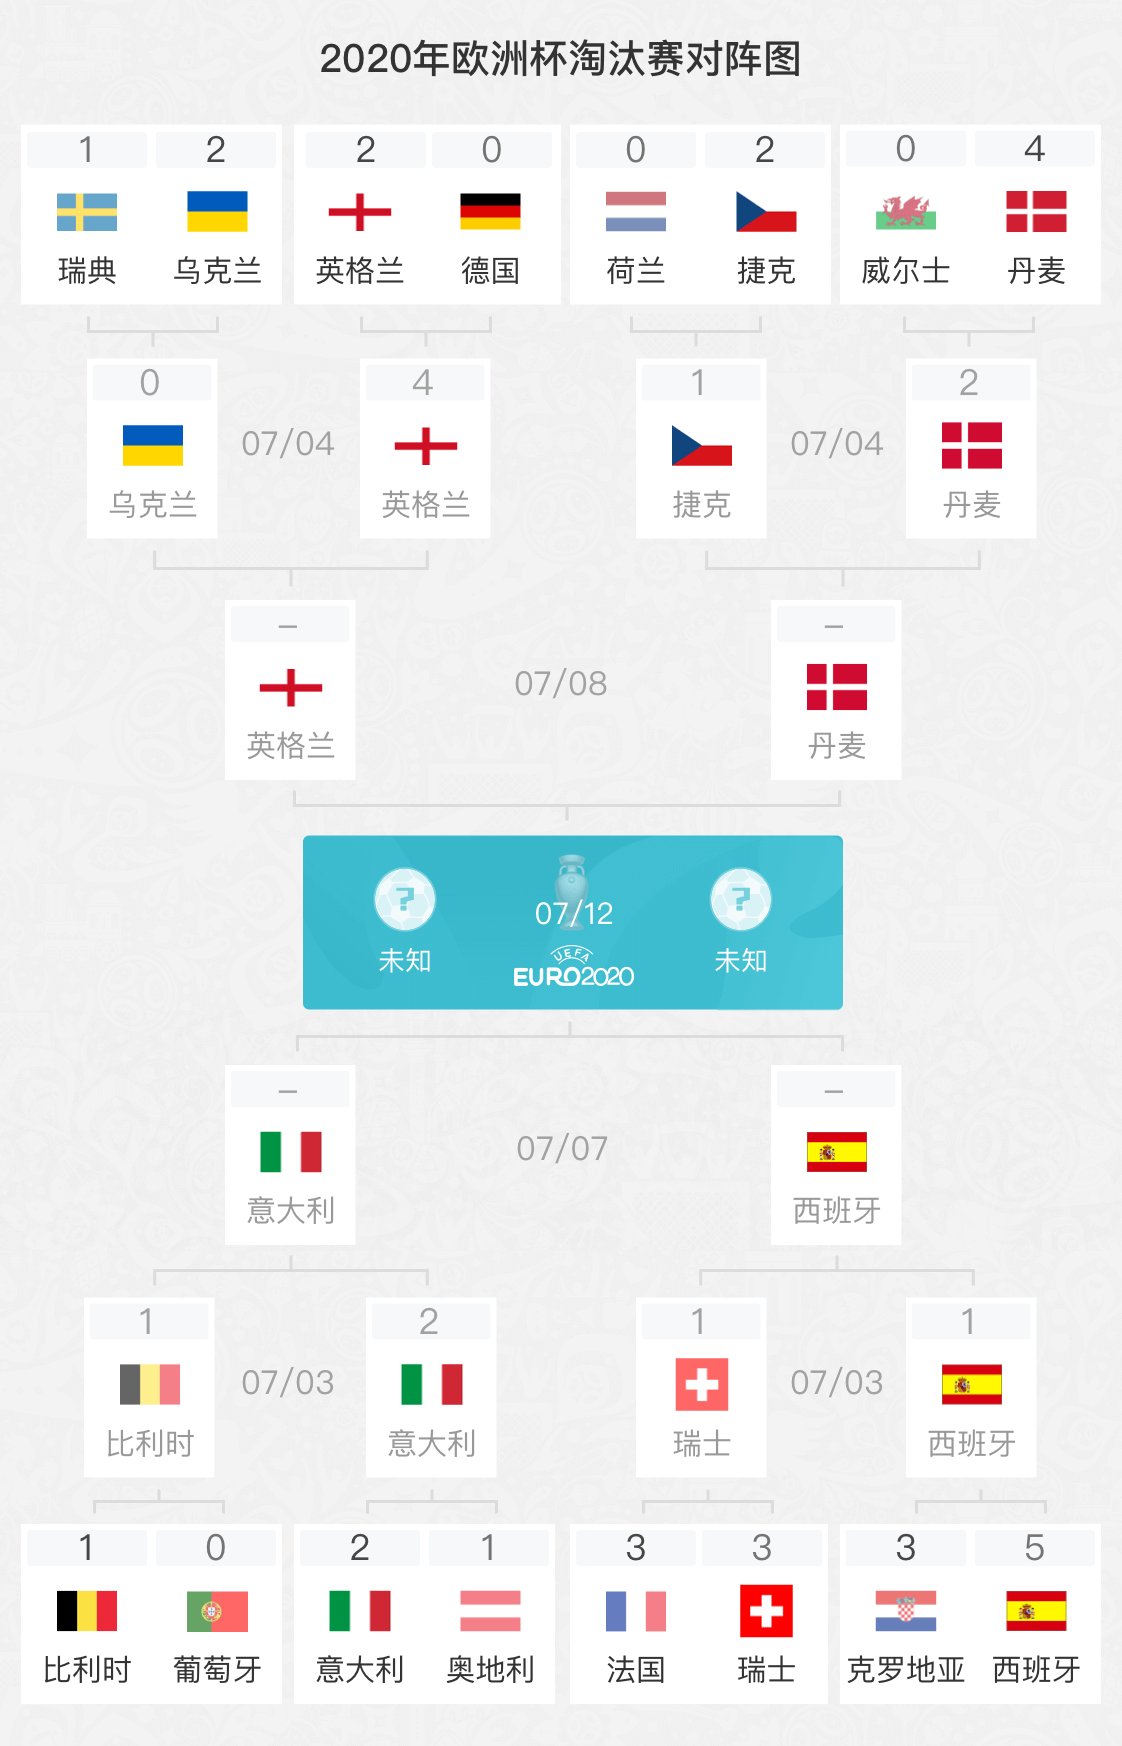 2020年欧洲杯淘汰赛对阵图
1 2 2 0 0 2 0 4
瑞典 乌克兰 英格兰 德国 荷兰 捷克 威尔士 丹麦
0 4 1 2
07/04 07/04
乌克兰 英格兰 捷克 丹麦
– –
07/08
英格兰 丹麦
? ?
07/12
未知 未知
UEFA
EURO2020
– –
07/07
意大利 西班牙
1 2 1 1
07/03 07/03
比利时 意大利 瑞士 西班牙
1 0 2 1 3 3 3 5
比利时 葡萄牙 意大利 奥地利 法国 瑞士 克罗地亚 西班牙